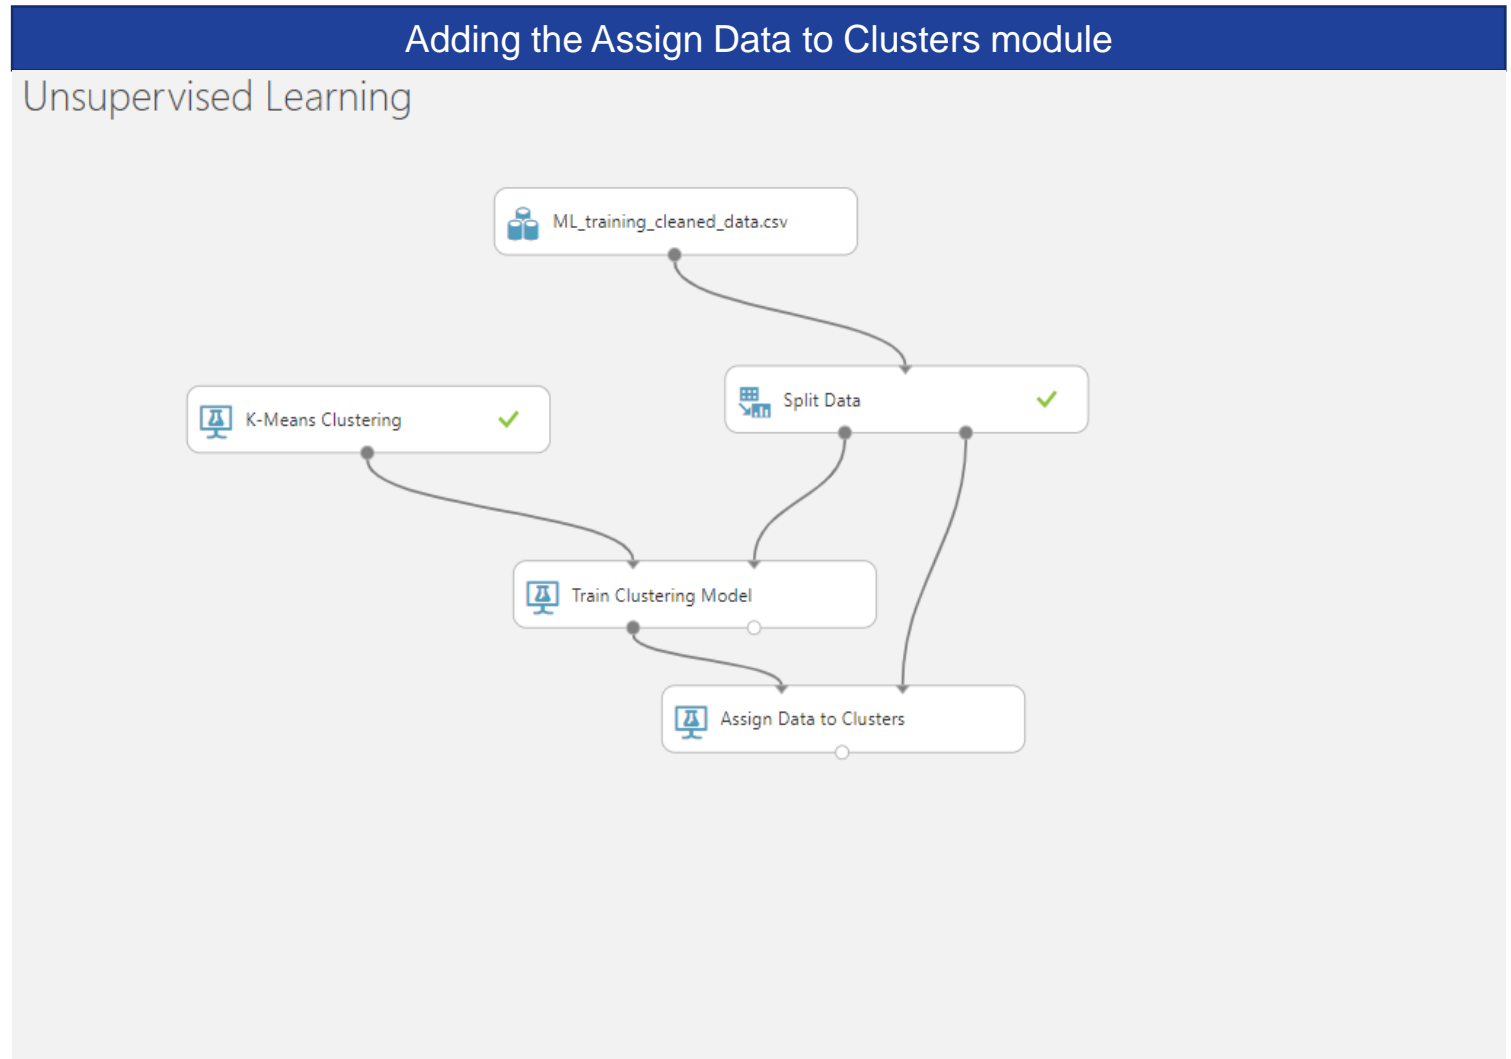 Adding the Assign Data to Clusters module
Unsupervised Learning
ML_training_cleaned_data.csv
Split Data
K-Means Clustering
Train Clustering Model
Assign Data to Clusters